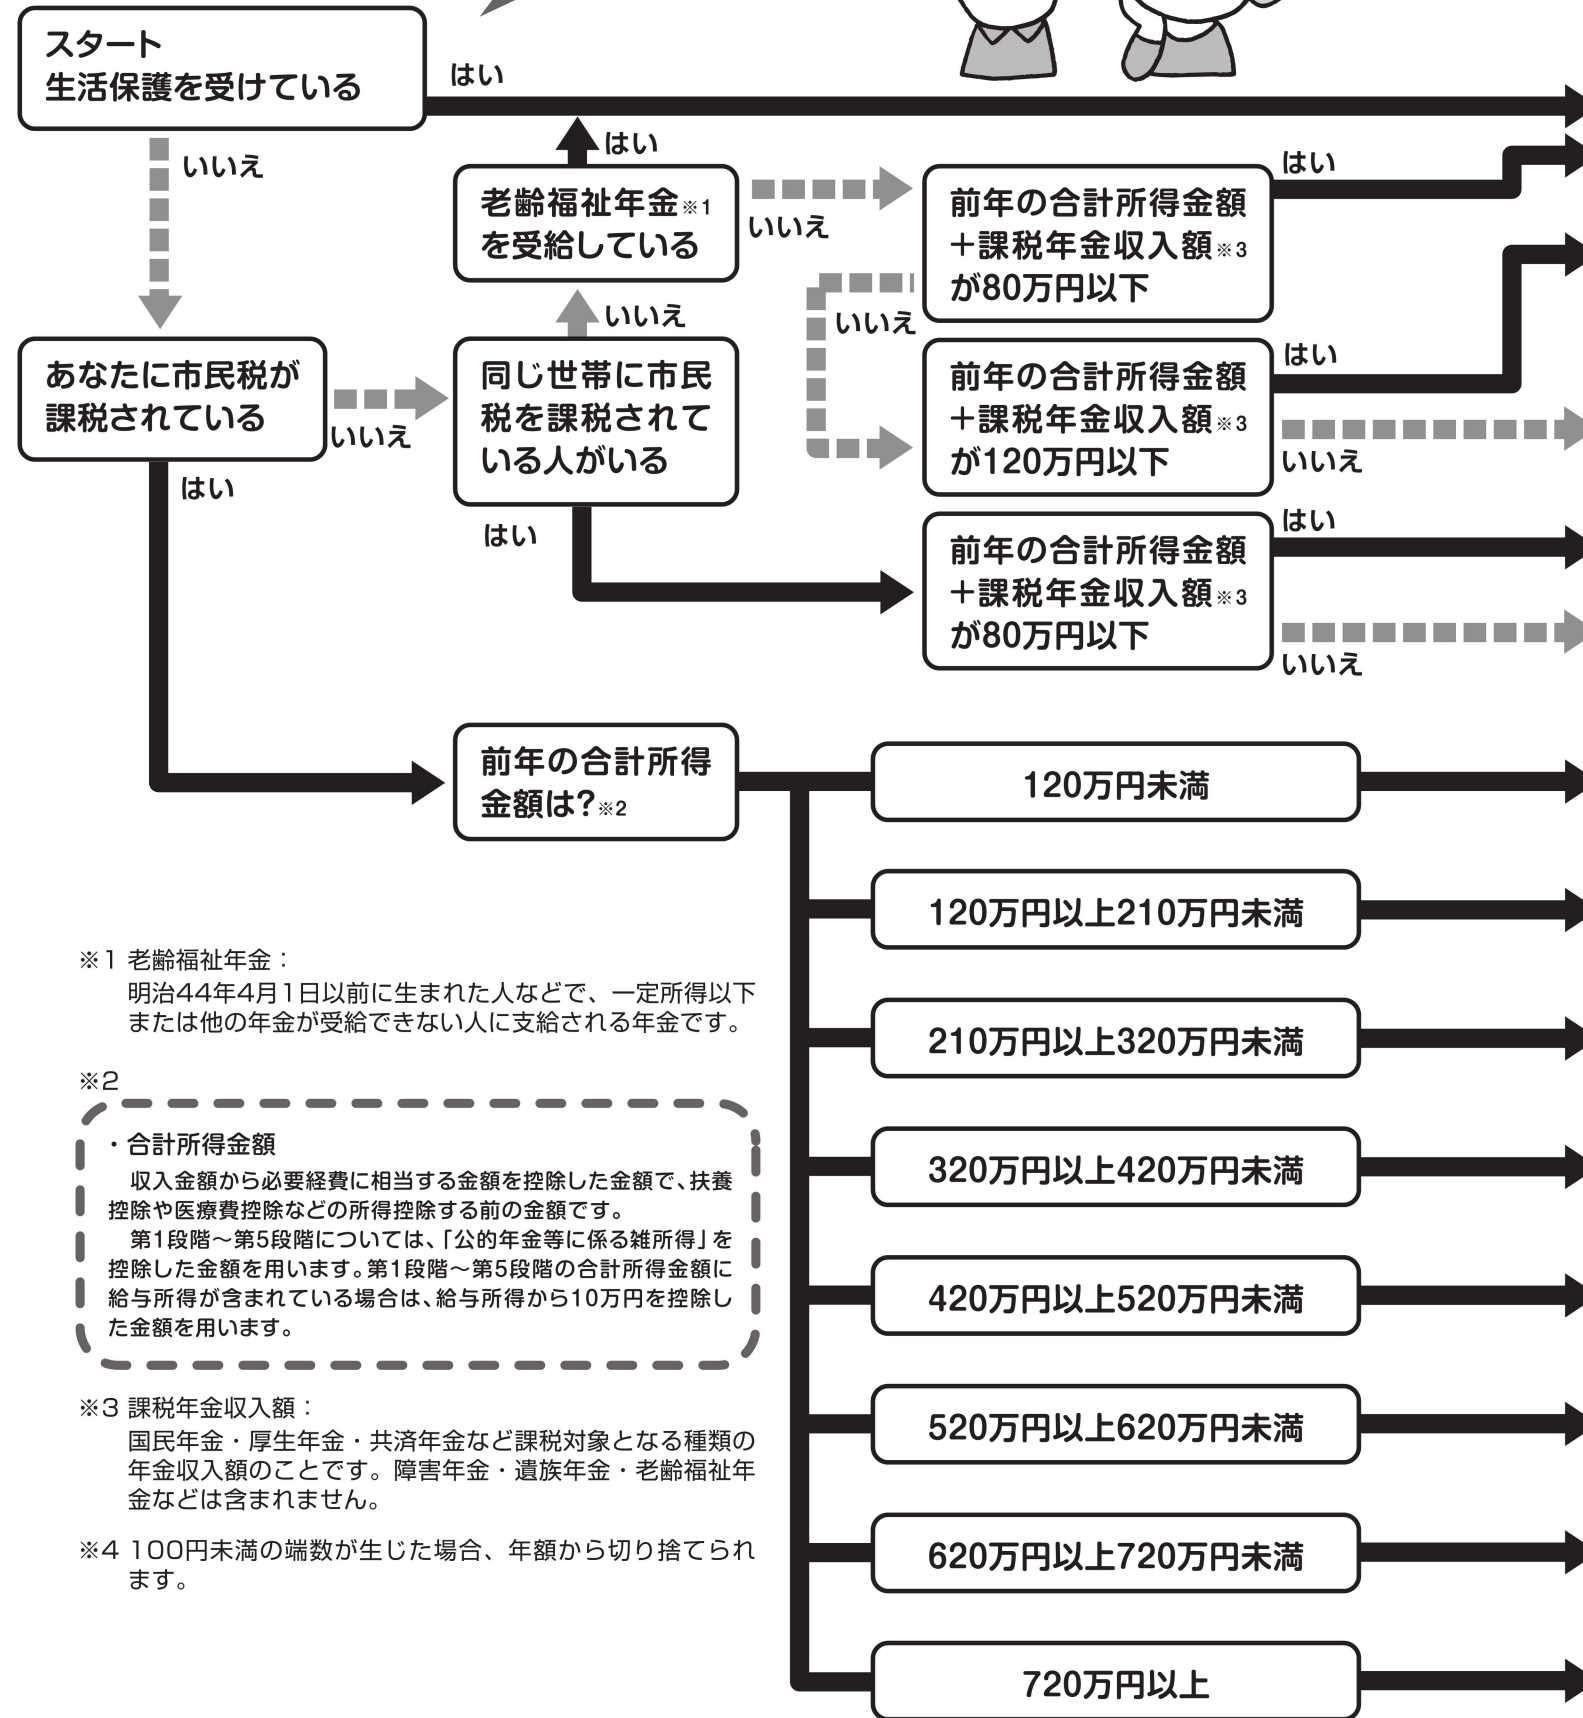 スタート
生活保護を受けている
はい
いいえ
はい
老齢福祉年金※1
を受給している
いいえ
はい
前年の合計所得金額
＋課税年金収入額※3
が80万円以下
いいえ
いいえ
あなたに市民税が
課税されている
いいえ
はい
同じ世帯に市民
税を課税されて
いる人がいる
はい
はい
前年の合計所得金額
＋課税年金収入額※3
が120万円以下
いいえ
はい
前年の合計所得金額
＋課税年金収入額※3
が80万円以下
いいえ
前年の合計所得
金額は?※2
120万円未満
120万円以上210万円未満
210万円以上320万円未満
320万円以上420万円未満
420万円以上520万円未満
520万円以上620万円未満
620万円以上720万円未満
720万円以上
※1 老齢福祉年金：
明治44年4月1日以前に生まれた人などで、一定所得以下
または他の年金が受給できない人に支給される年金です。
※2
・合計所得金額
　収入金額から必要経費に相当する金額を控除した金額で、扶養
控除や医療費控除などの所得控除する前の金額です。
　第1段階～第5段階については、「公的年金等に係る雑所得」を
控除した金額を用います。第1段階～第5段階の合計所得金額に
給与所得が含まれている場合は、給与所得から10万円を控除し
た金額を用います。
※3 課税年金収入額：
国民年金・厚生年金・共済年金など課税対象となる種類の
年金収入額のことです。障害年金・遺族年金・老齢福祉年
金などは含まれません。
※4 100円未満の端数が生じた場合、年額から切り捨てられ
ます。